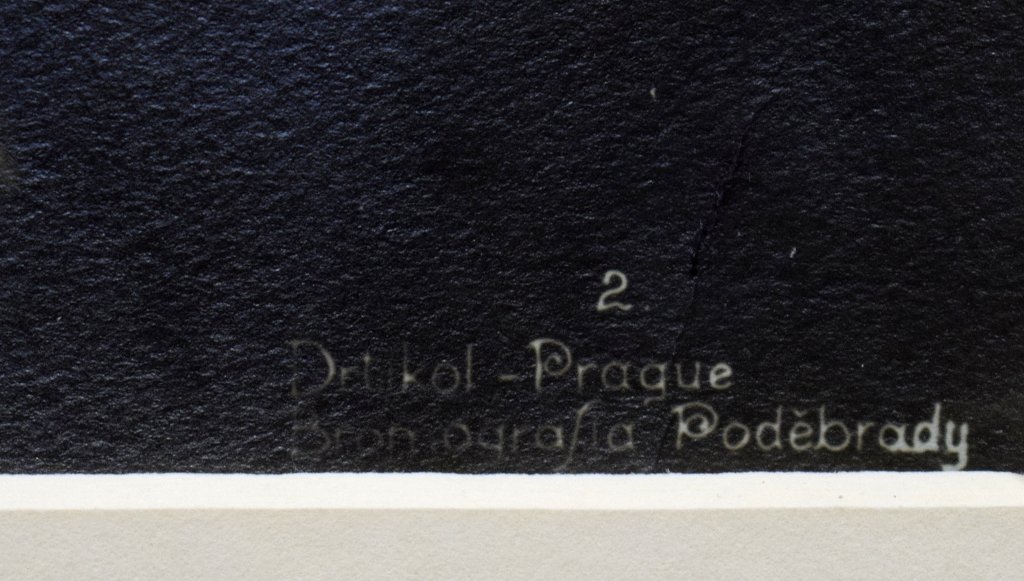 2.
Drtikol - Prague
Bromografia Poděbrady